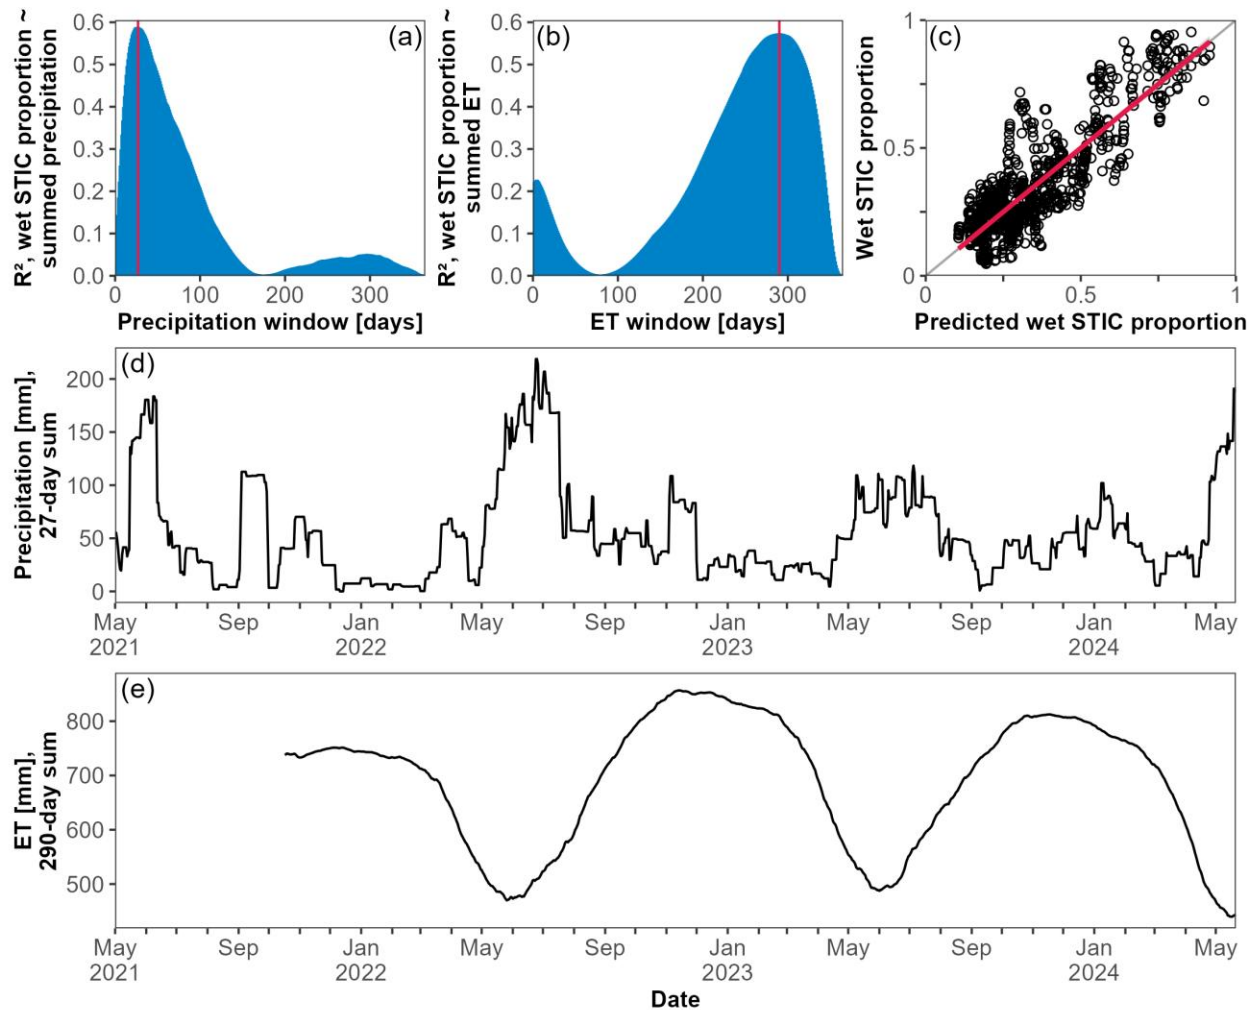 R², wet STIC proportion ~
summed precipitation
0.6
0.5
0.4
0.3
0.2
0.1
0.0
(a)
0 100 200 300
Precipitation window [days]
R², wet STIC proportion ~
summed ET
0.6
0.5
0.4
0.3
0.2
0.1
0.0
(b)
0 100 200 300
ET window [days]
Wet STIC proportion
1
0.5
0
(c)
0 0.5 1
Predicted wet STIC proportion
Precipitation [mm],
27-day sum
(d)
200
150
100
50
0
May Sep Jan May Sep Jan May Sep Jan May
2021 2022 2023 2024
ET [mm],
290-day sum
(e)
800
700
600
500
May Sep Jan May Sep Jan May Sep Jan May
2021 2022 2023 2024
Date